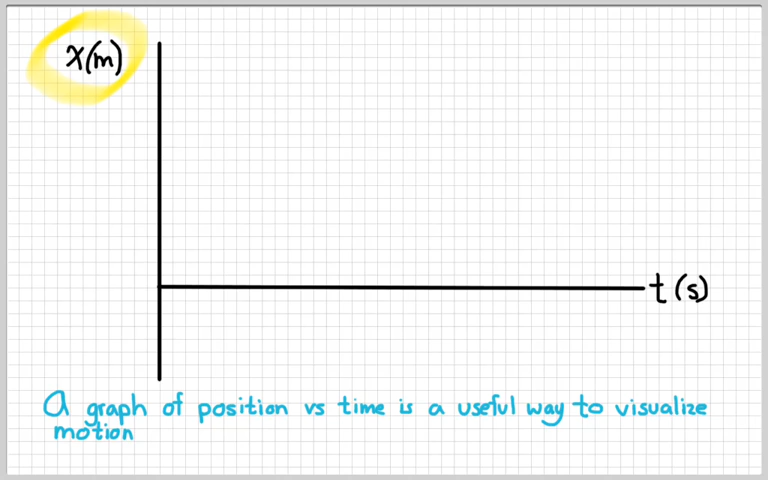 x(m)
t (s)
A graph of position vs time is a useful way to visualize
motion